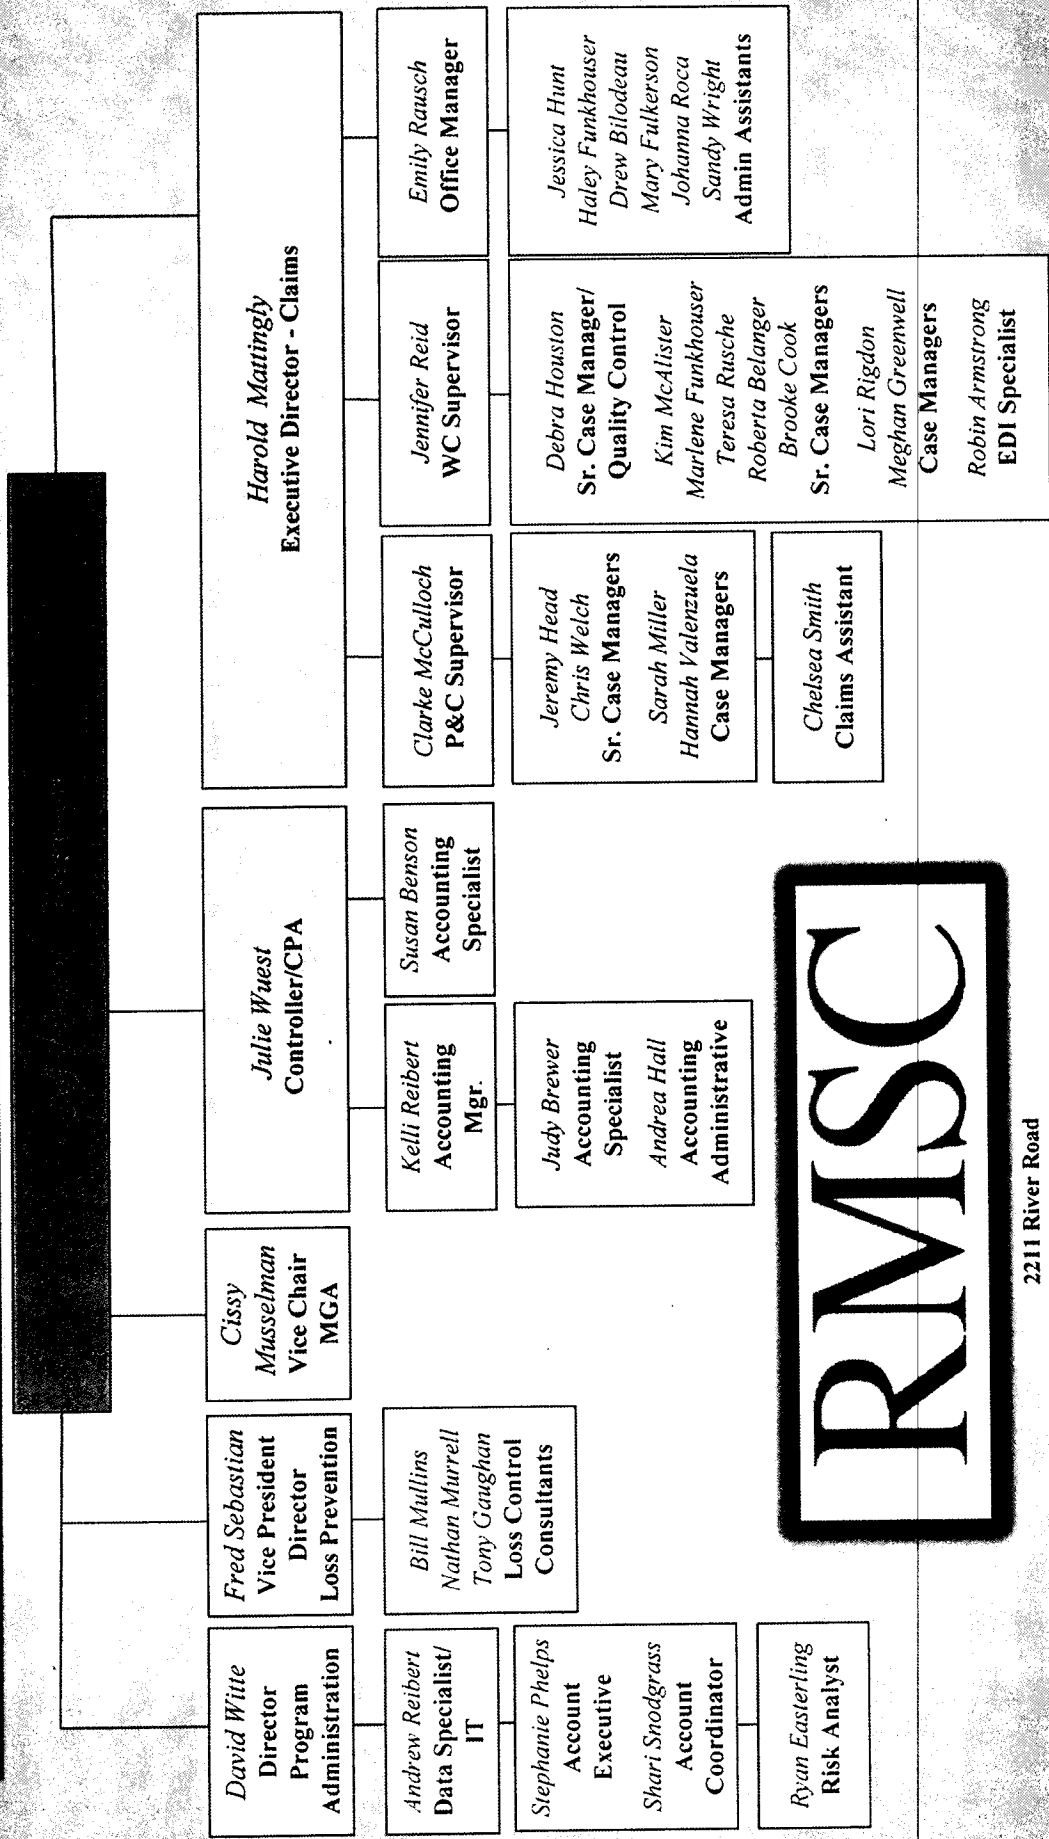 David Witte
Director
Program
Administration
Fred Sebastian
Vice President
Director
Loss Prevention
Cissy
Musselman
Vice Chair
MGA
Julie Wuest
Controller/CPA
Harold Mattingly
Executive Director - Claims
Andrew Reibert
Data Specialist/
IT
Stephanie Phelps
Account
Executive
Shari Snodgrass
Account
Coordinator
Ryan Easterling
Risk Analyst
Bill Mullins
Nathan Murrell
Tony Gaughan
Loss Control
Consultants
Kelli Reibert
Accounting
Mgr.
Judy Brewer
Accounting
Specialist
Andrea Hall
Accounting
Administrative
Susan Benson
Accounting
Specialist
Clarke McCulloch
P&C Supervisor
Jeremy Head
Chris Welch
Sr. Case Managers
Sarah Miller
Hannah Valenzuela
Case Managers
Chelsea Smith
Claims Assistant
Jennifer Reid
WC Supervisor
Debra Houston
Sr. Case Manager/
Quality Control
Kim McAlister
Marlene Funkhouser
Teresa Rusche
Roberta Belanger
Brooke Cook
Sr. Case Managers
Lori Rigdon
Meghan Greenwell
Case Managers
Robin Armstrong
EDI Specialist
Emily Rausch
Office Manager
Jessica Hunt
Haley Funkhouser
Drew Bilodeau
Mary Fulkerson
Johanna Roca
Sandy Wright
Admin Assistants
RMSC
2211 River Road